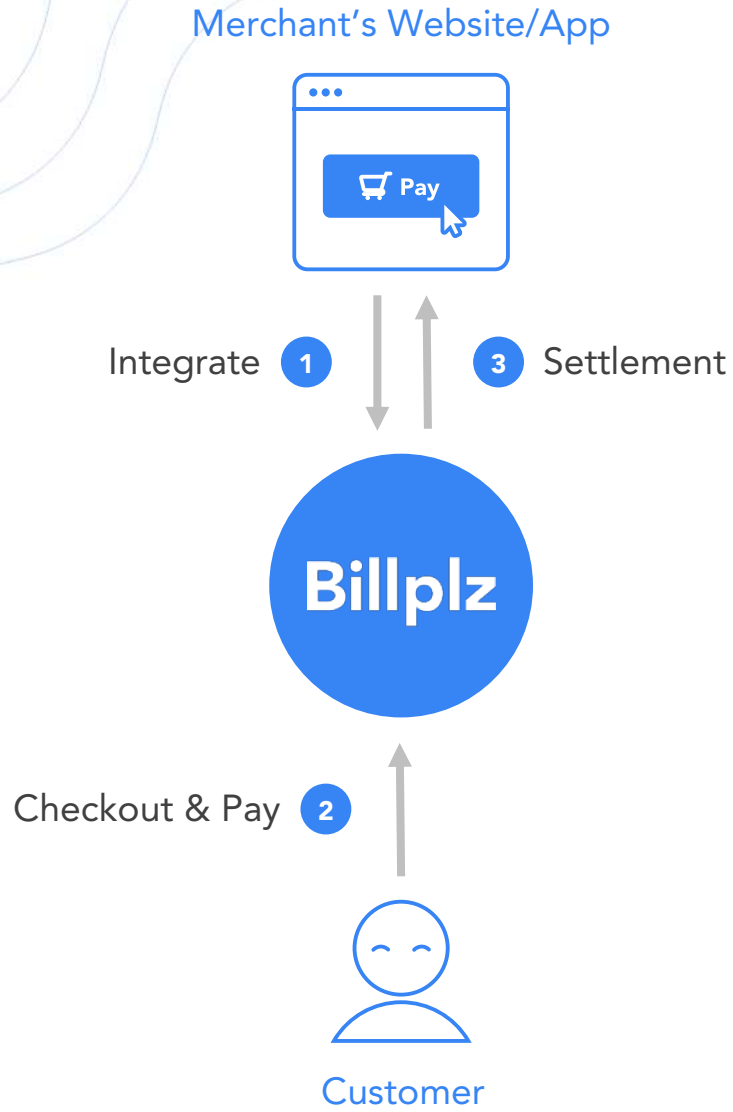 Merchant’s Website/App
Pay
Integrate 1
3 Settlement
Billplz
Checkout & Pay 2
Customer